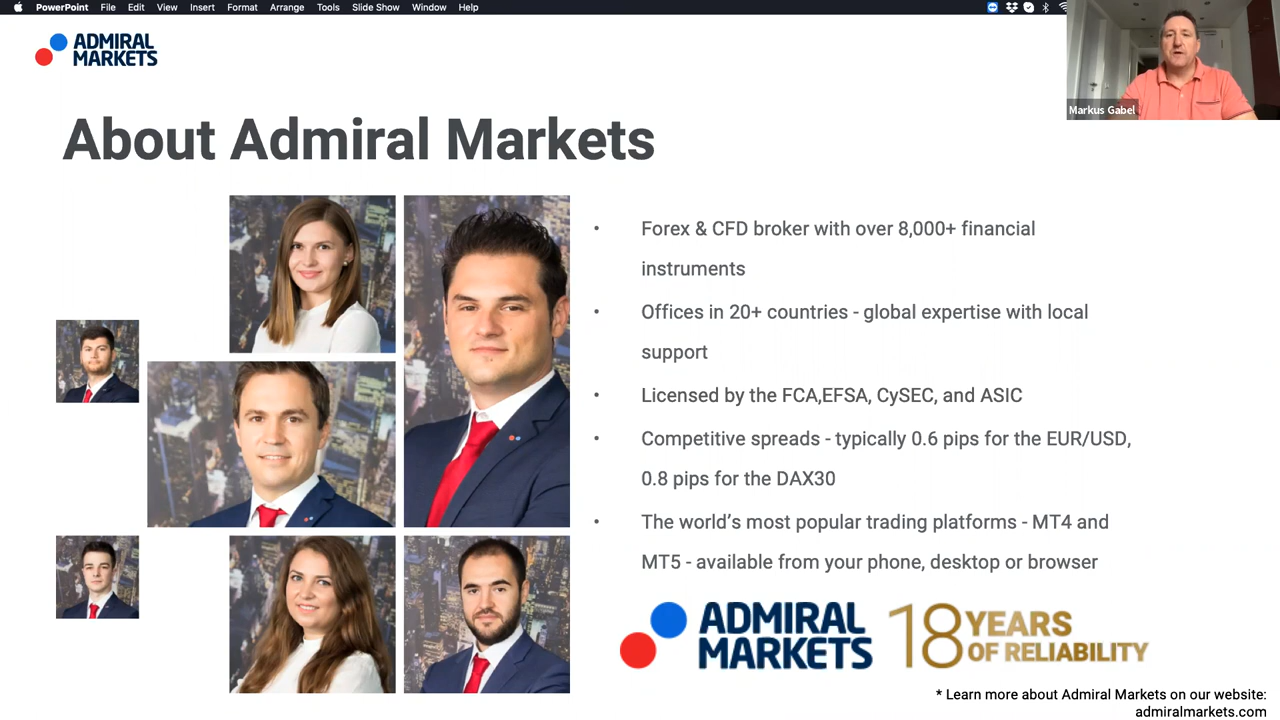 PowerPoint File Edit View Insert Format Arrange Tools Slide Show Window Help
ADMIRAL
MARKETS
Markus Gabel
About Admiral Markets
• Forex & CFD broker with over 8,000+ financial
instruments
• Offices in 20+ countries - global expertise with local
support
• Licensed by the FCA,EFSA, CySEC, and ASIC
• Competitive spreads - typically 0.6 pips for the EUR/USD,
0.8 pips for the DAX30
• The world’s most popular trading platforms - MT4 and
MT5 - available from your phone, desktop or browser
ADMIRAL
MARKETS
18 YEARS
OF RELIABILITY
* Learn more about Admiral Markets on our website:
admiralmarkets.com